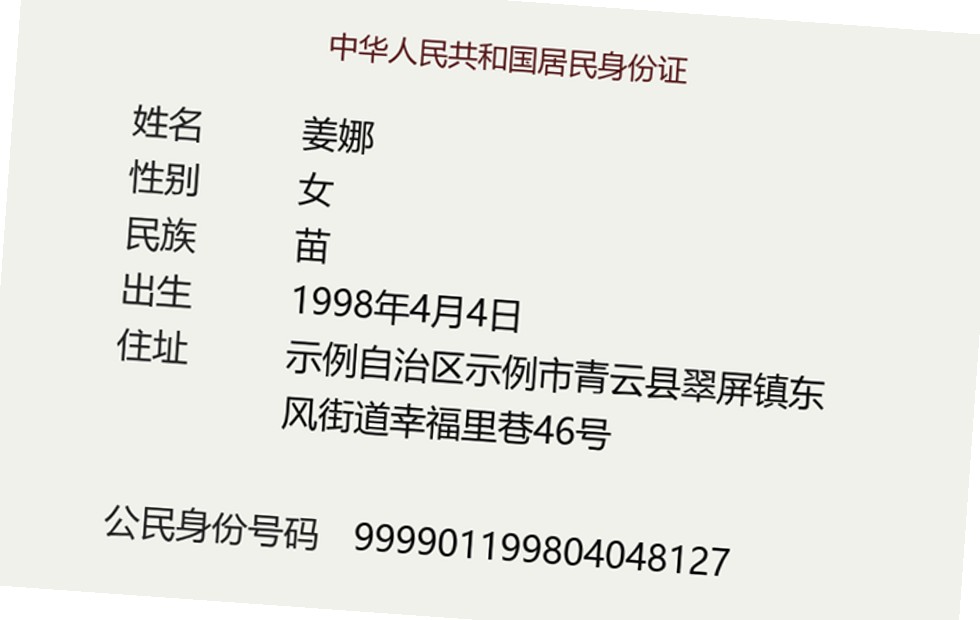 中华人民共和国居民身份证
姓名 姜娜
性别 女
民族 苗
出生 1998年4月4日
住址 示例自治区示例市青云县翠屏镇东
风街道幸福里巷46号
公民身份号码 999901199804048127